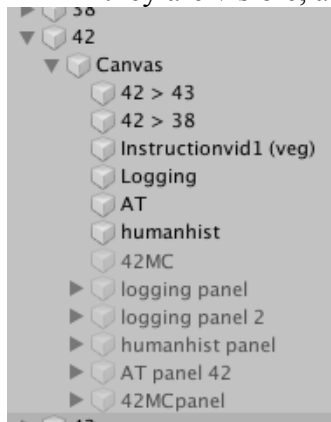 38
42
Canvas
42 > 43
42 > 38
Instructionvid1 (veg)
Logging
AT
humanhist
42MC
logging panel
logging panel 2
humanhist panel
AT panel 42
42MCpanel